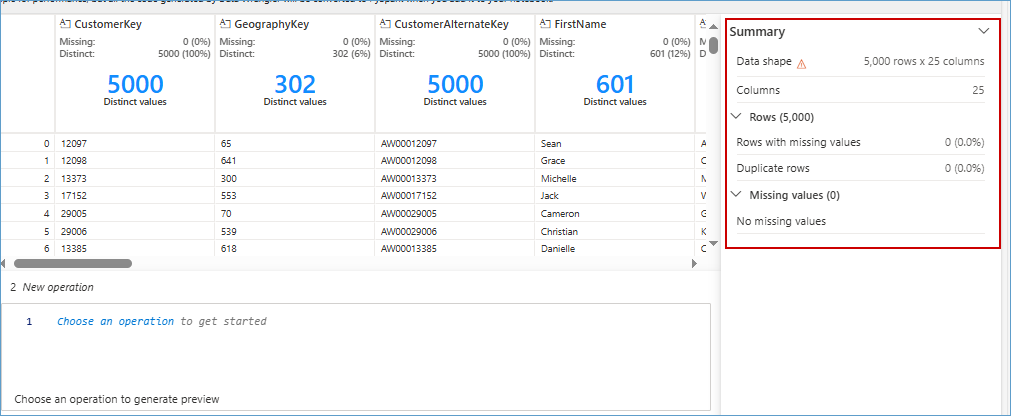 CustomerKey GeographyKey CustomerAlternateKey FirstName
Missing: 0 (0%) Missing: 0 (0%) Missing: 0 (0%) Missing: 0 (0%)
Distinct: 5000 (100%) Distinct: 302 (6%) Distinct: 5000 (100%) Distinct: 601 (12%)
5000 302 5000 601
Distinct values Distinct values Distinct values Distinct values
0 12097 65 AW00012097 Sean
1 12098 641 AW00012098 Grace
2 13373 300 AW00013373 Michelle
3 17152 553 AW00017152 Jack
4 29005 70 AW00029005 Cameron
5 29006 539 AW00029006 Christian
6 13385 618 AW00013385 Danielle
2 New operation
1 Choose an operation to get started
Choose an operation to generate preview
Summary
Data shape 5,000 rows x 25 columns
Columns 25
Rows (5,000)
Rows with missing values 0 (0.0%)
Duplicate rows 0 (0.0%)
Missing values (0)
No missing values